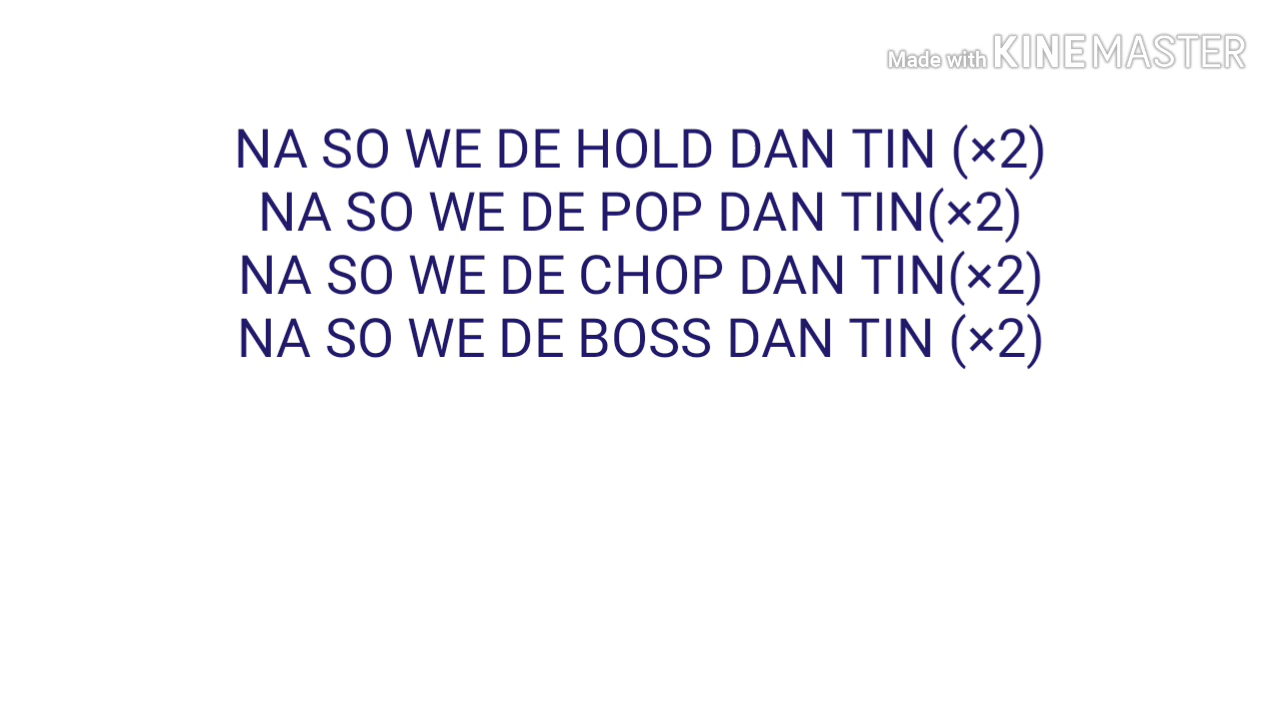 Made with KINEMASTER
NA SO WE DE HOLD DAN TIN (×2)
NA SO WE DE POP DAN TIN(×2)
NA SO WE DE CHOP DAN TIN(×2)
NA SO WE DE BOSS DAN TIN (×2)